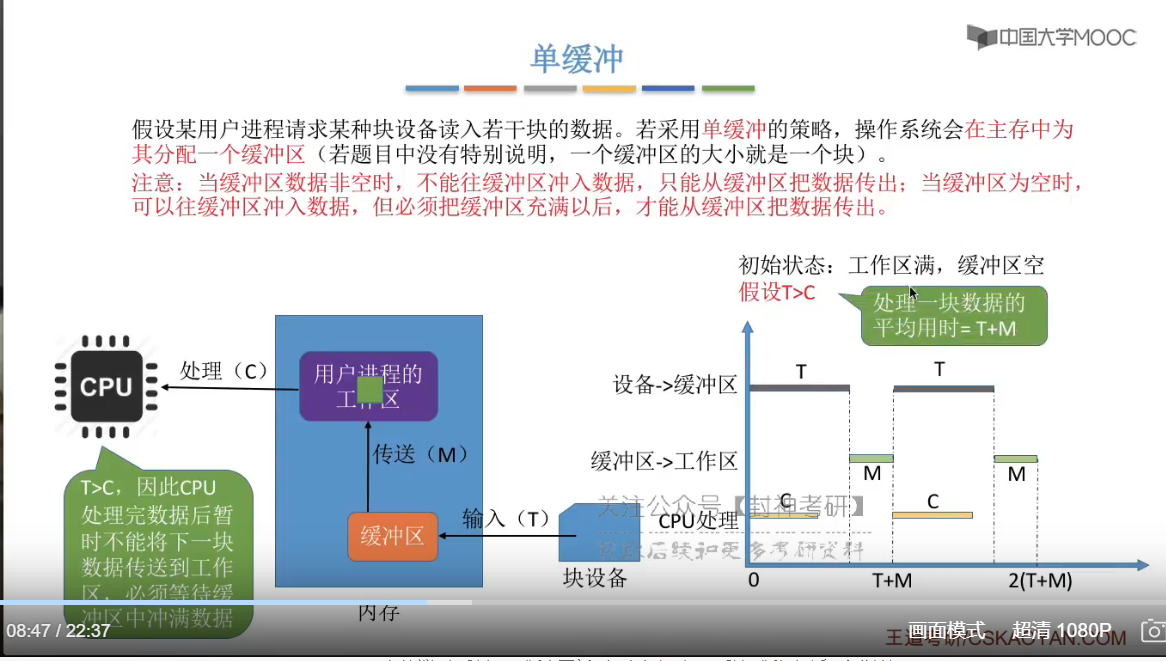 中国大学MOOC
单缓冲
假设某用户进程请求某种块设备读入若干块的数据。若采用单缓冲的策略，操作系统会在主存中为
其分配一个缓冲区（若题目中没有特别说明，一个缓冲区的大小就是一个块）。
注意：当缓冲区数据非空时，不能往缓冲区冲入数据，只能从缓冲区把数据传出；当缓冲区为空时，
可以往缓冲区冲入数据，但必须把缓冲区充满以后，才能从缓冲区把数据传出。
初始状态：工作区满，缓冲区空
假设T>C
处理一块数据的
平均用时= T+M
CPU
处理（C）
用户进程的
工作区
传送（M）
缓冲区
输入（T）
块设备
内存
T>C，因此CPU
处理完数据后暂
时不能将下一块
数据传送到工作
区，必须等待缓
冲区中冲满数据
设备->缓冲区
T
T
缓冲区->工作区
M
M
关注公众号【封神考研】
C
C
CPU处理
后续和更多考研资料
0
T+M
2(T+M)
08:47 / 22:37
画面模式
超清 1080P
王道考研/CSKAOYAN.COM